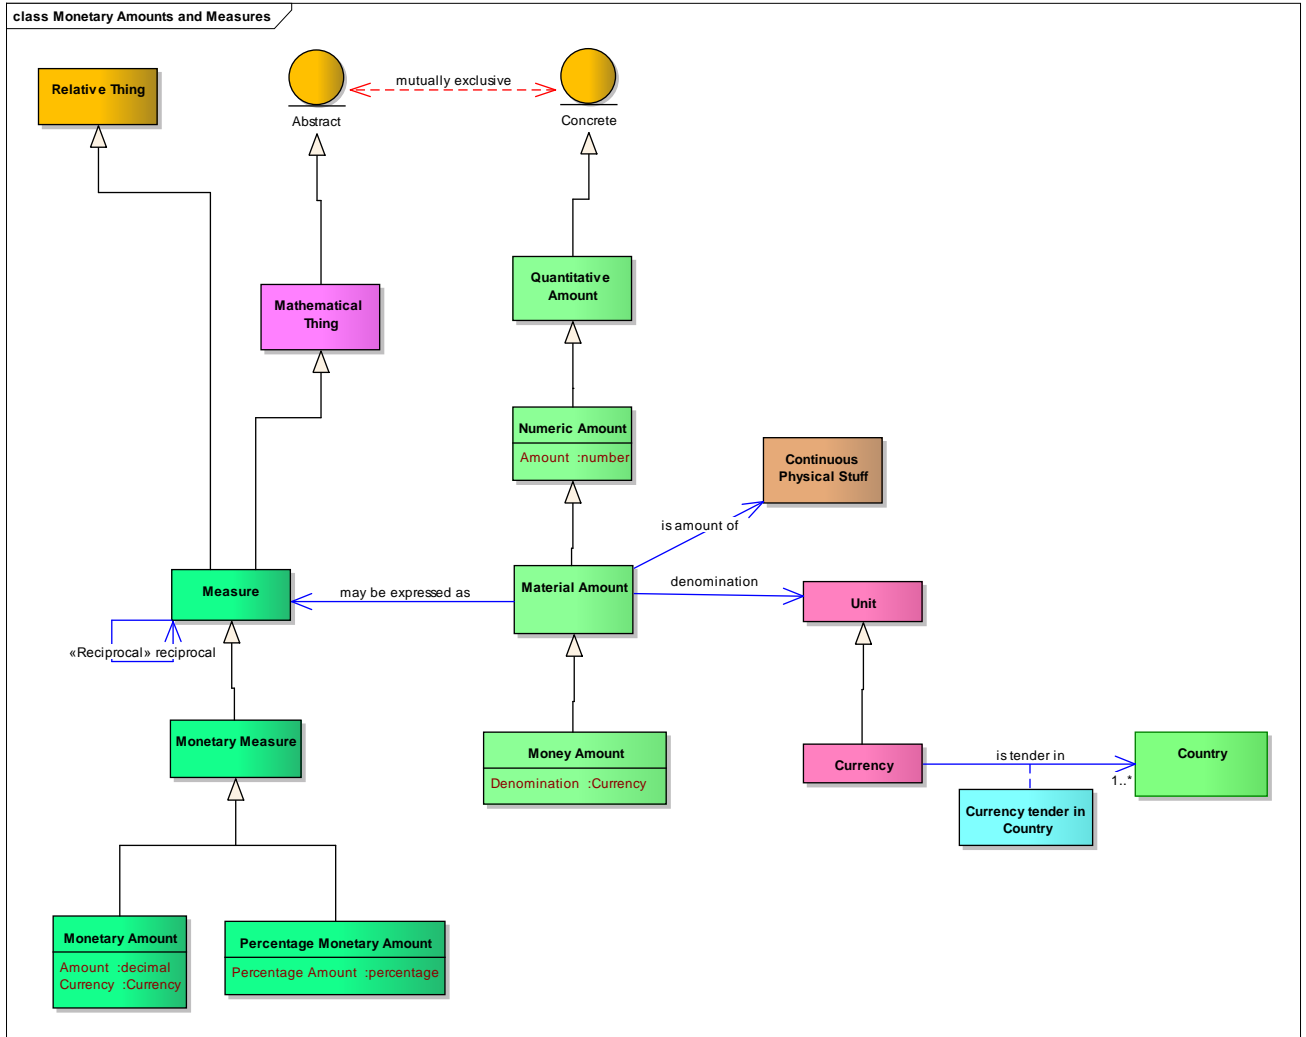 class Monetary Amounts and Measures
Relative Thing
mutually exclusive
Abstract
Concrete
Quantitative
Amount
Mathematical
Thing
Numeric Amount
Amount :number
Continuous
Physical Stuff
is amount of
Measure
may be expressed as
Material Amount
denomination
Unit
«Reciprocal» reciprocal
Monetary Measure
Money Amount
Denomination :Currency
Currency
is tender in
1..*
Country
Currency tender in
Country
Monetary Amount
Amount :decimal
Currency :Currency
Percentage Monetary Amount
Percentage Amount :percentage